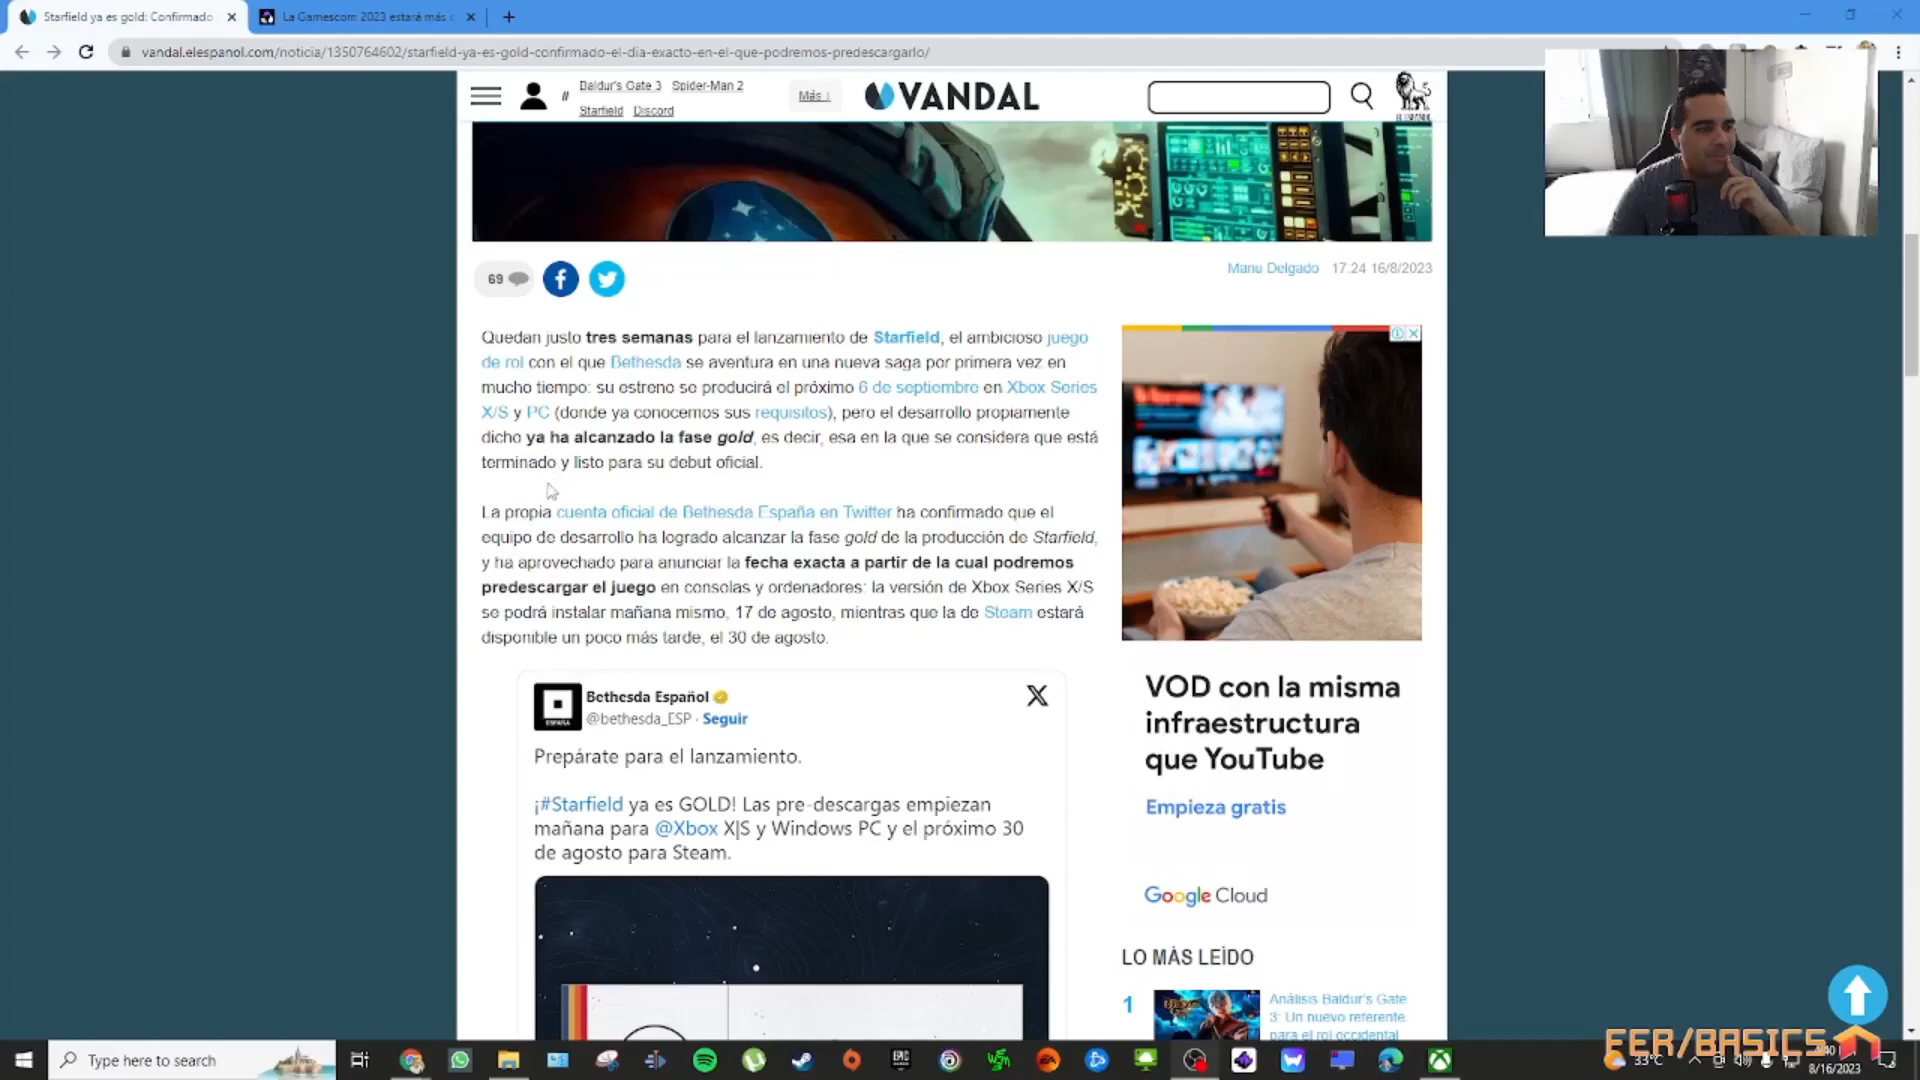 Starfield ya es gold: Confirmado
La Gamescom 2023 estará más
vandal.elespanol.com/noticia/1350764602/starfield-ya-es-gold-confirmado-el-dia-exacto-en-el-que-podremos-predescargarlo/
// Baldur's Gate 3 Spider-Man 2
Starfield Discord
Más ↓
VANDAL
EL ESPAÑOL
69
Manu Delgado 17:24 16/8/2023
Quedan justo tres semanas para el lanzamiento de Starfield, el ambicioso juego
de rol con el que Bethesda se aventura en una nueva saga por primera vez en
mucho tiempo: su estreno se producirá el próximo 6 de septiembre en Xbox Series
X/S y PC (donde ya conocemos sus requisitos), pero el desarrollo propiamente
dicho ya ha alcanzado la fase gold, es decir, esa en la que se considera que está
terminado y listo para su debut oficial.
La propia cuenta oficial de Bethesda España en Twitter ha confirmado que el
equipo de desarrollo ha logrado alcanzar la fase gold de la producción de Starfield,
y ha aprovechado para anunciar la fecha exacta a partir de la cual podremos
predescargar el juego en consolas y ordenadores: la versión de Xbox Series X/S
se podrá instalar mañana mismo, 17 de agosto, mientras que la de Steam estará
disponible un poco más tarde, el 30 de agosto.
Bethesda Español
@bethesda_ESP · Seguir
Prepárate para el lanzamiento.
¡#Starfield ya es GOLD! Las pre-descargas empiezan
mañana para @Xbox X|S y Windows PC y el próximo 30
de agosto para Steam.
VOD con la misma
infraestructura
que YouTube
Empieza gratis
Google Cloud
LO MÁS LEÍDO
1
Análisis Baldur's Gate
3: Un nuevo referente
para el rol occidental
FER/BASICS
Type here to search
33°C
8/16/2023